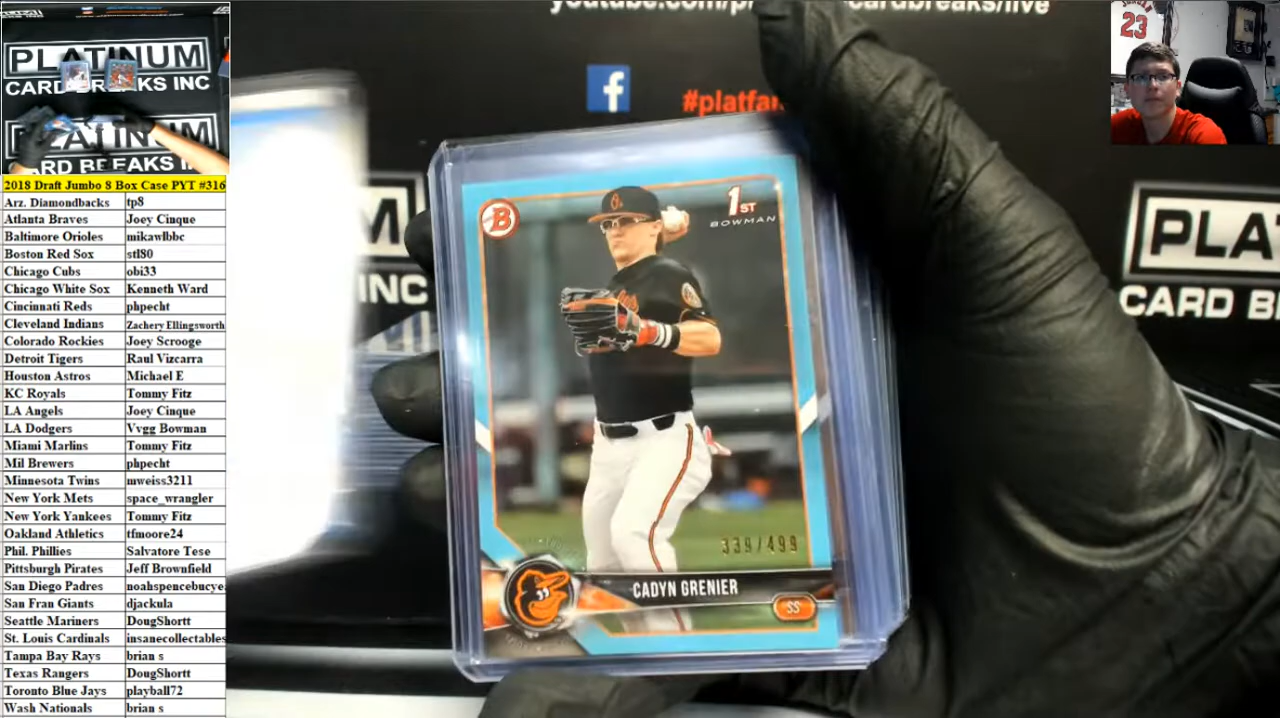 youtube.com/p cardbreaks/live
PLATINUM
CARD BREAKS INC
PLATINUM
CARD BREAKS I
#platfa
23
INC
PLA
CARD B
2018 Draft Jumbo 8 Box Case PYT #316
Arz. Diamondbacks tp8
Atlanta Braves Joey Cinque
Baltimore Orioles mikawlbbc
Boston Red Sox stl80
Chicago Cubs obi33
Chicago White Sox Kenneth Ward
Cincinnati Reds phpecht
Cleveland Indians Zachery Ellingsworth
Colorado Rockies Joey Scrooge
Detroit Tigers Raul Vizcarra
Houston Astros Michael E
KC Royals Tommy Fitz
LA Angels Joey Cinque
LA Dodgers Vvgg Bowman
Miami Marlins Tommy Fitz
Mil Brewers phpecht
Minnesota Twins mweiss3211
New York Mets space_wrangler
New York Yankees Tommy Fitz
Oakland Athletics tfmoore24
Phil. Phillies Salvatore Tese
Pittsburgh Pirates Jeff Brownfield
San Diego Padres noahspencebucye
San Fran Giants djackula
Seattle Mariners DougShortt
St. Louis Cardinals insanecollectables
Tampa Bay Rays brian s
Texas Rangers DougShortt
Toronto Blue Jays playball72
Wash Nationals brian s
B
1ST
BOWMAN
339/499
CADYN GRENIER
SS